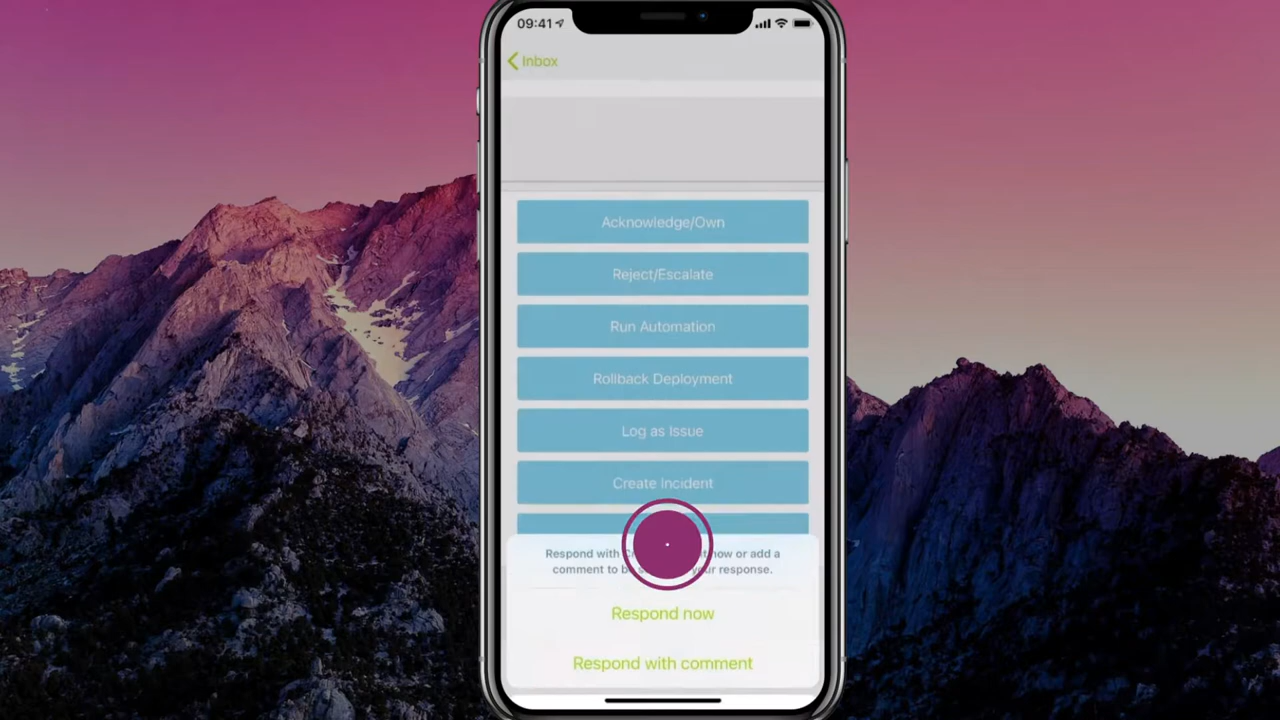 09:41
Inbox
Acknowledge/Own
Reject/Escalate
Run Automation
Rollback Deployment
Log as Issue
Create Incident
Respond with now or add a
comment to be your response.
Respond now
Respond with comment